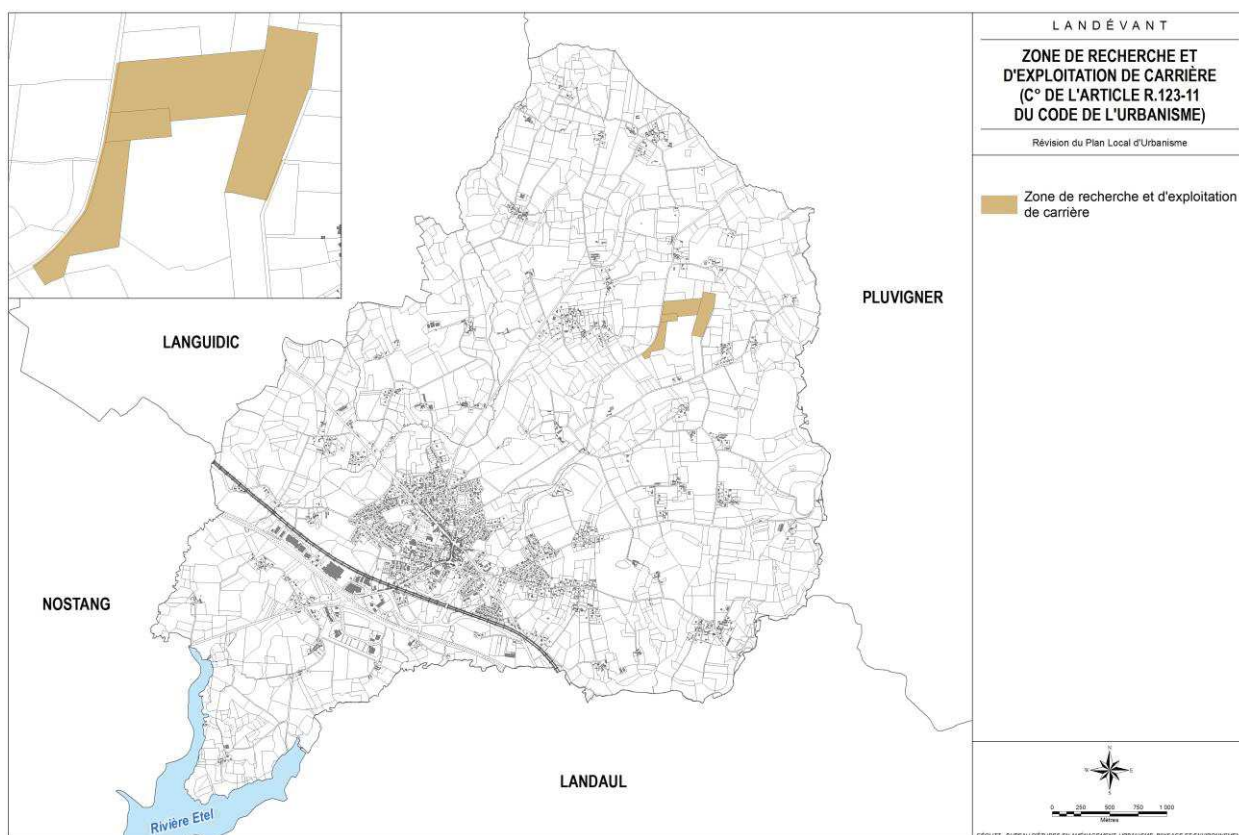 LANDÉVANT
ZONE DE RECHERCHE ET
D'EXPLOITATION DE CARRIÈRE
(C° DE L'ARTICLE R.123-11
DU CODE DE L'URBANISME)
Révision du Plan Local d'Urbanisme
Zone de recherche et d'exploitation
de carrière
PLUVIGNER
LANGUIDIC
NOSTANG
LANDAUL
Rivière Etel
N
W
E
S
0 250 500 750 1 000
Mètres